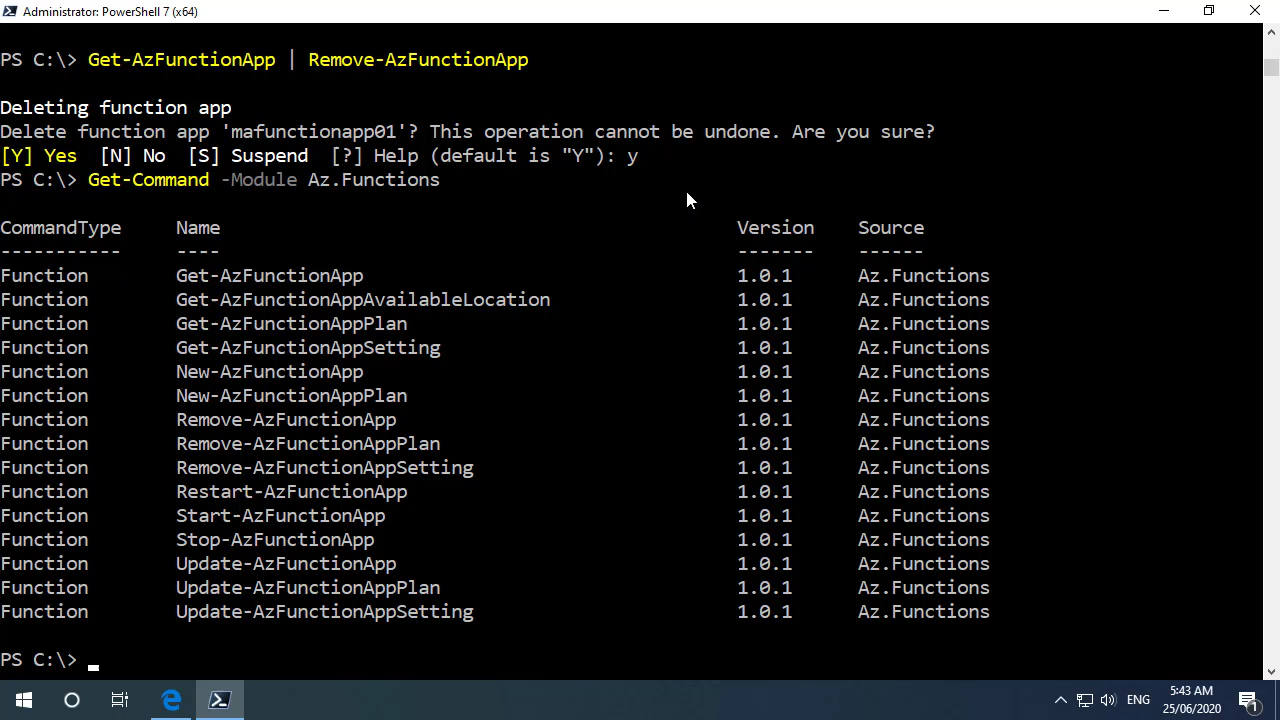 Administrator: PowerShell 7 (x64)
PS C:\> Get-AzFunctionApp | Remove-AzFunctionApp
Deleting function app
Delete function app 'mafunctionapp01'? This operation cannot be undone. Are you sure?
[Y] Yes  [N] No  [S] Suspend  [?] Help (default is "Y"): y
PS C:\> Get-Command -Module Az.Functions
CommandType     Name                                               Version    Source
-----------     ----                                               -------    ------
Function        Get-AzFunctionApp                                  1.0.1      Az.Functions
Function        Get-AzFunctionAppAvailableLocation                 1.0.1      Az.Functions
Function        Get-AzFunctionAppPlan                              1.0.1      Az.Functions
Function        Get-AzFunctionAppSetting                           1.0.1      Az.Functions
Function        New-AzFunctionApp                                  1.0.1      Az.Functions
Function        New-AzFunctionAppPlan                              1.0.1      Az.Functions
Function        Remove-AzFunctionApp                               1.0.1      Az.Functions
Function        Remove-AzFunctionAppPlan                           1.0.1      Az.Functions
Function        Remove-AzFunctionAppSetting                        1.0.1      Az.Functions
Function        Restart-AzFunctionApp                              1.0.1      Az.Functions
Function        Start-AzFunctionApp                                1.0.1      Az.Functions
Function        Stop-AzFunctionApp                                 1.0.1      Az.Functions
Function        Update-AzFunctionApp                               1.0.1      Az.Functions
Function        Update-AzFunctionAppPlan                           1.0.1      Az.Functions
Function        Update-AzFunctionAppSetting                        1.0.1      Az.Functions
PS C:\>
ENG
5:43 AM
25/06/2020
1